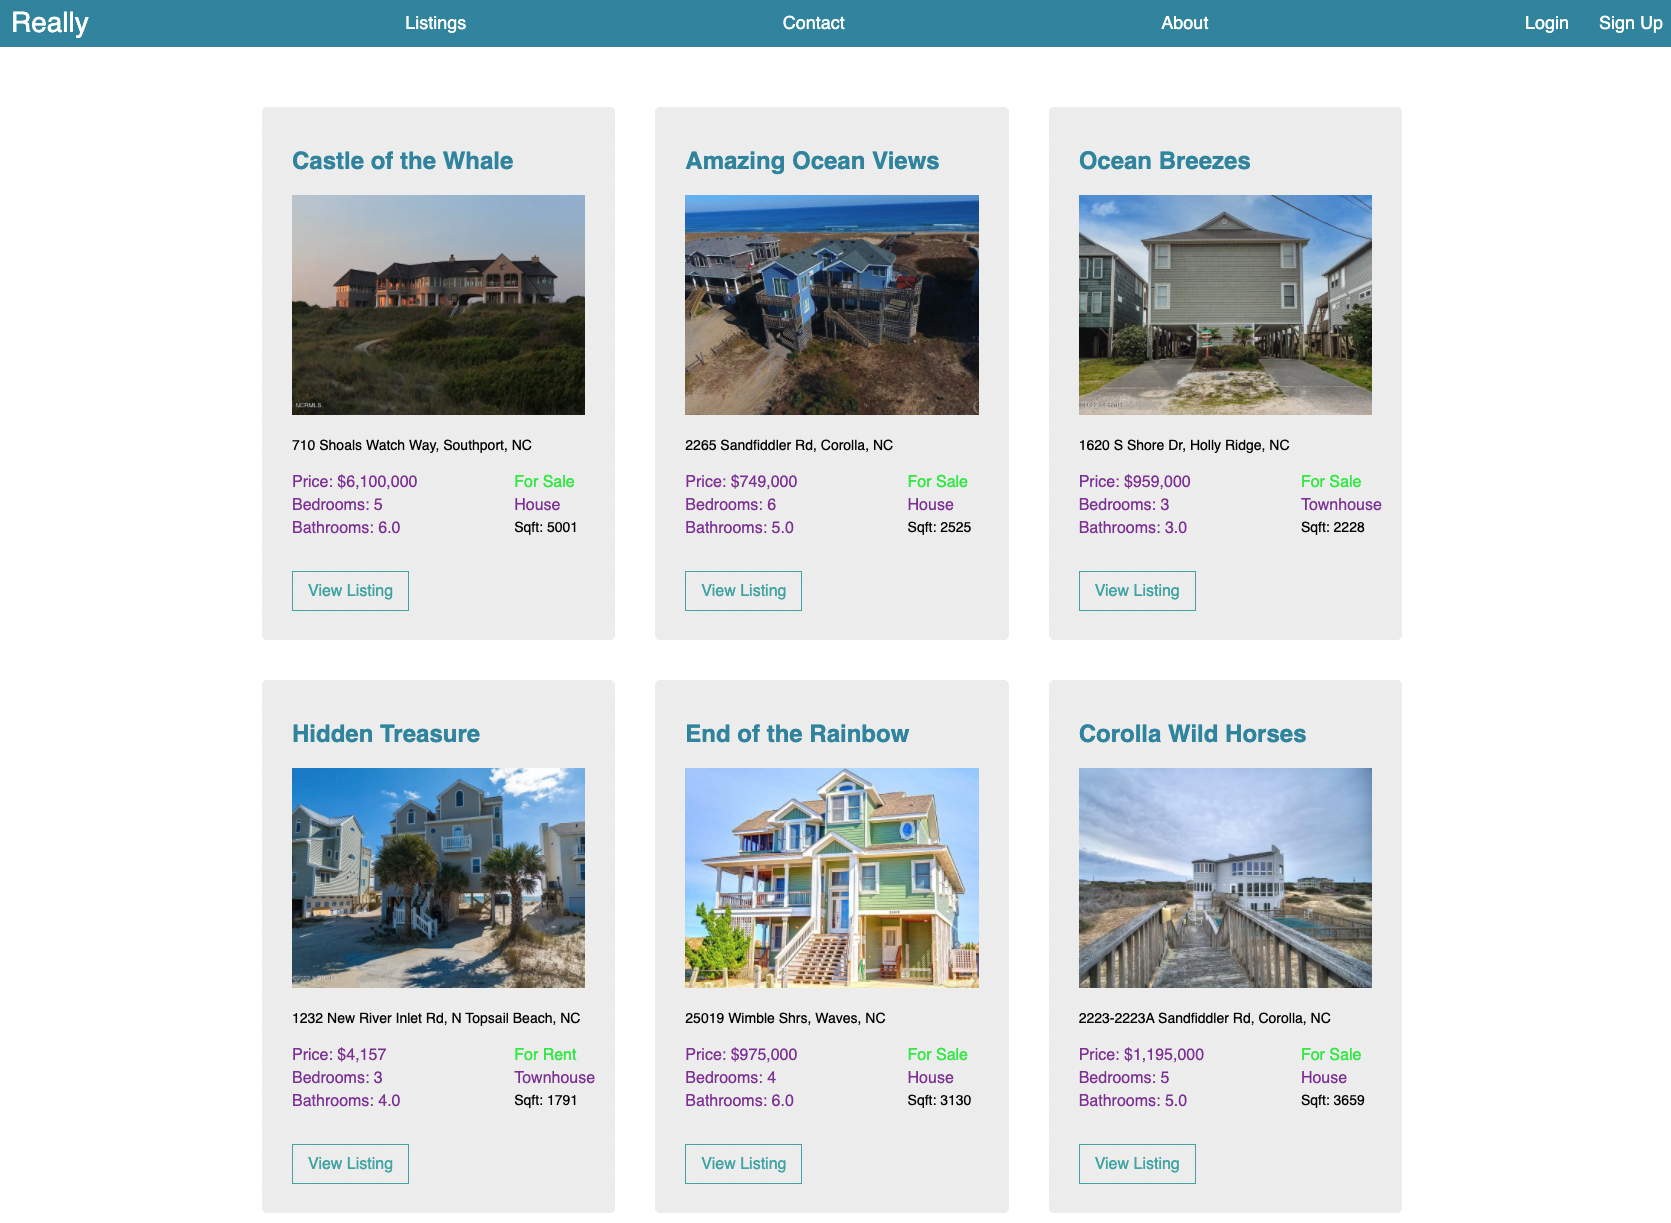 Really
Listings
Contact
About
Login
Sign Up
Castle of the Whale
NCRMLS
710 Shoals Watch Way, Southport, NC
Price: $6,100,000
For Sale
Bedrooms: 5
House
Bathrooms: 6.0
Sqft: 5001
View Listing
Amazing Ocean Views
2265 Sandfiddler Rd, Corolla, NC
Price: $749,000
For Sale
Bedrooms: 6
House
Bathrooms: 5.0
Sqft: 2525
View Listing
Ocean Breezes
1620 S Shore Dr, Holly Ridge, NC
Price: $959,000
For Sale
Bedrooms: 3
Townhouse
Bathrooms: 3.0
Sqft: 2228
View Listing
Hidden Treasure
1232 New River Inlet Rd, N Topsail Beach, NC
Price: $4,157
For Rent
Bedrooms: 3
Townhouse
Bathrooms: 4.0
Sqft: 1791
View Listing
End of the Rainbow
25019 Wimble Shrs, Waves, NC
Price: $975,000
For Sale
Bedrooms: 4
House
Bathrooms: 6.0
Sqft: 3130
View Listing
Corolla Wild Horses
2223-2223A Sandfiddler Rd, Corolla, NC
Price: $1,195,000
For Sale
Bedrooms: 5
House
Bathrooms: 5.0
Sqft: 3659
View Listing